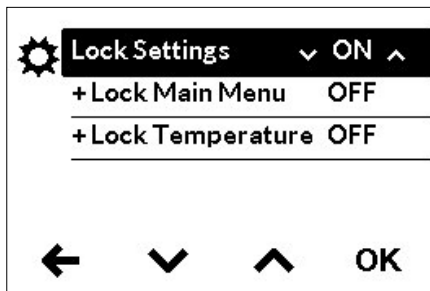 Lock Settings ON
+Lock Main Menu OFF
+Lock Temperature OFF
OK